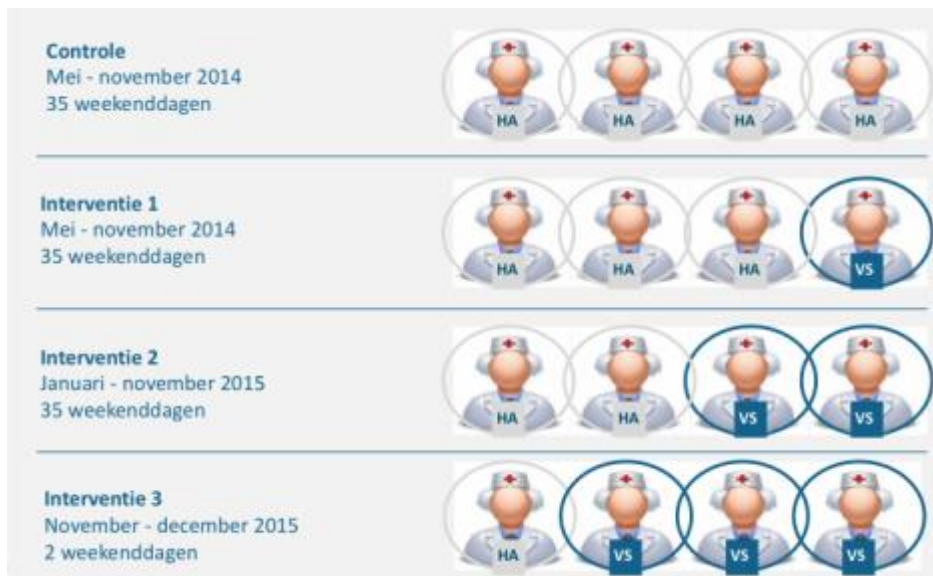 Controle
Mei - november 2014
35 weekenddagen
HA HA HA HA
Interventie 1
Mei - november 2014
35 weekenddagen
HA HA HA VS
Interventie 2
Januari - november 2015
35 weekenddagen
HA HA VS VS
Interventie 3
November - december 2015
2 weekenddagen
HA VS VS VS